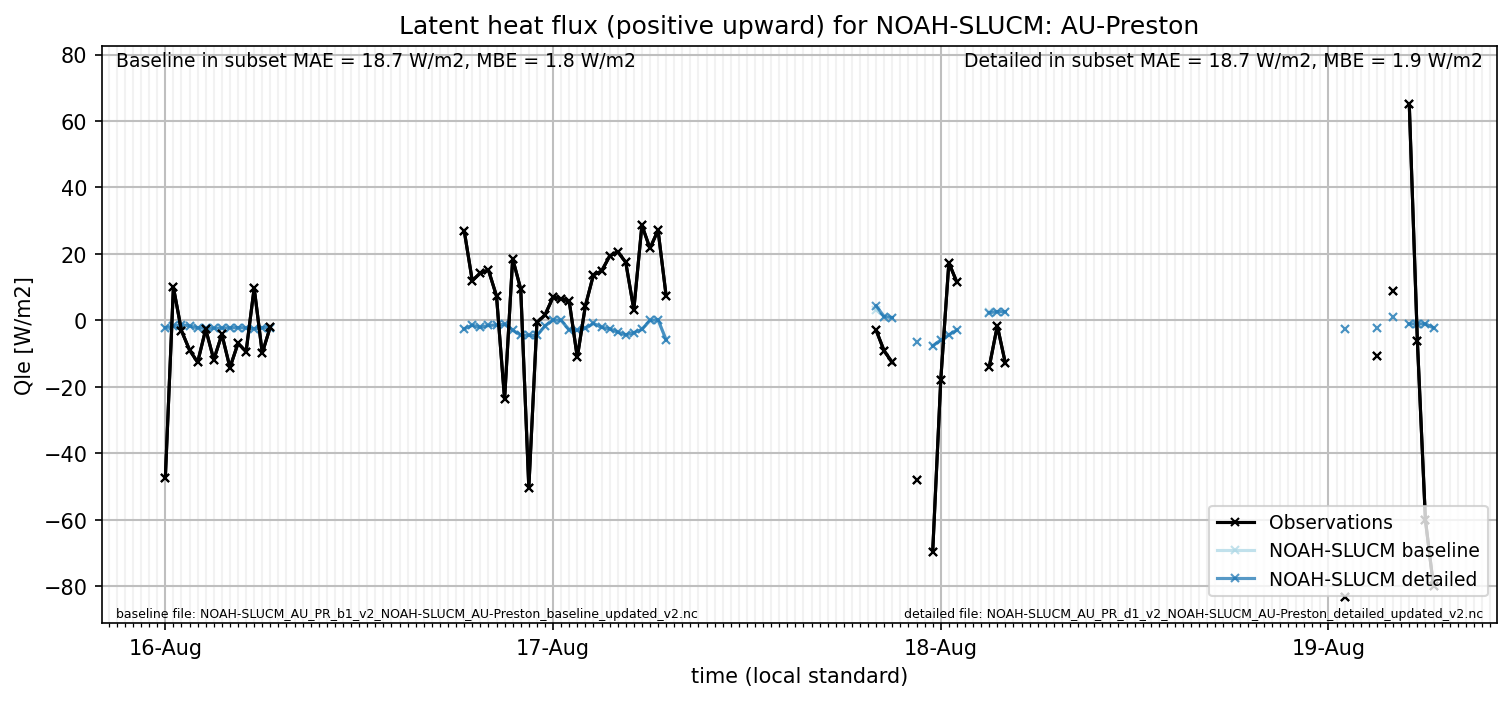 Latent heat flux (positive upward) for NOAH-SLUCM: AU-Preston
Baseline in subset MAE = 18.7 W/m2, MBE = 1.8 W/m2
Detailed in subset MAE = 18.7 W/m2, MBE = 1.9 W/m2
Qle [W/m2]
80
60
40
20
0
−20
−40
−60
−80
Observations
NOAH-SLUCM baseline
NOAH-SLUCM detailed
baseline file: NOAH-SLUCM_AU_PR_b1_v2_NOAH-SLUCM_AU-Preston_baseline_updated_v2.nc
detailed file: NOAH-SLUCM_AU_PR_d1_v2_NOAH-SLUCM_AU-Preston_detailed_updated_v2.nc
16-Aug
17-Aug
18-Aug
19-Aug
time (local standard)